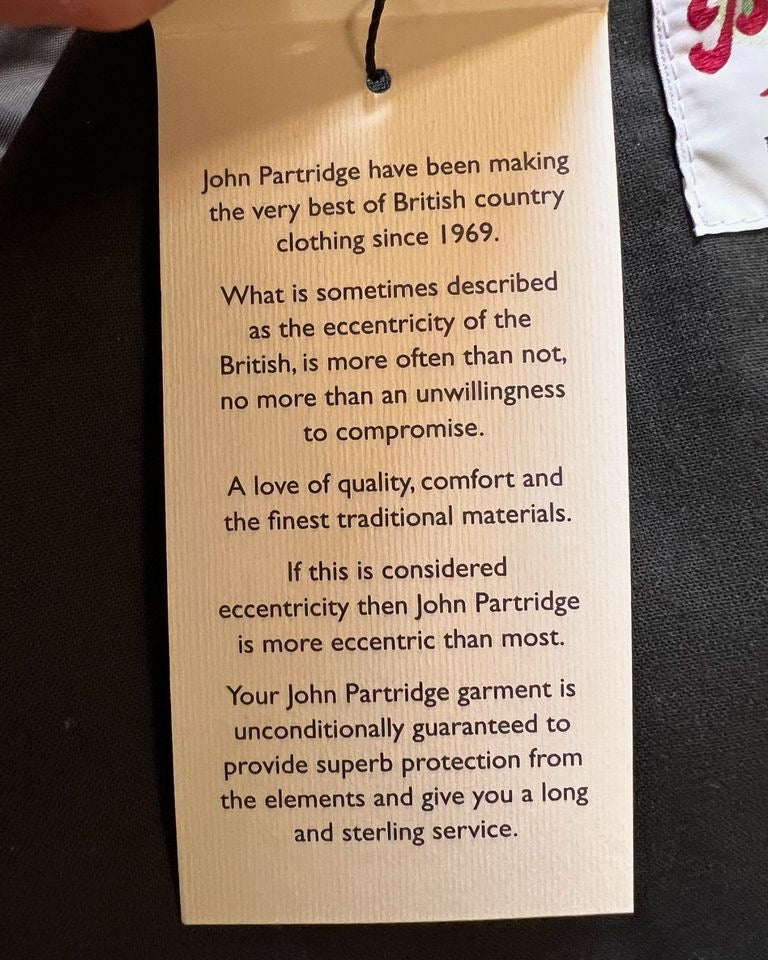 John Partridge have been making
the very best of British country
clothing since 1969.
What is sometimes described
as the eccentricity of the
British, is more often than not,
no more than an unwillingness
to compromise.
A love of quality, comfort and
the finest traditional materials.
If this is considered
eccentricity then John Partridge
is more eccentric than most.
Your John Partridge garment is
unconditionally guaranteed to
provide superb protection from
the elements and give you a long
and sterling service.